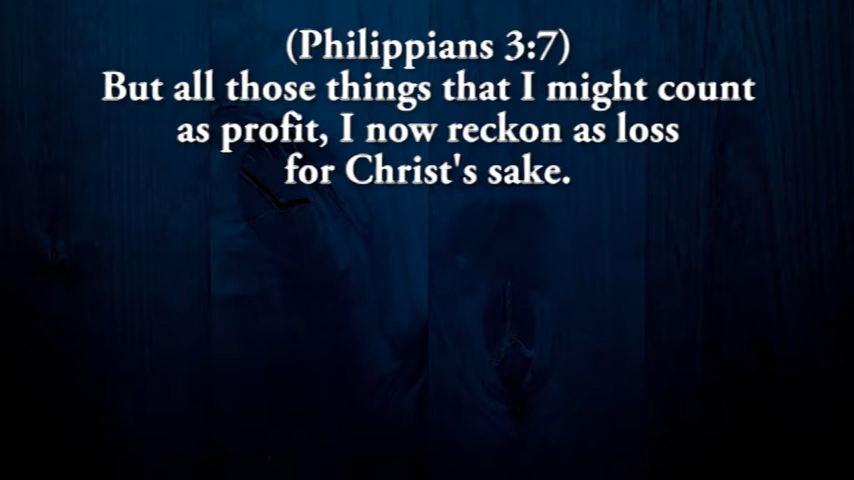 (Philippians 3:7)
But all those things that I might count
as profit, I now reckon as loss
for Christ's sake.